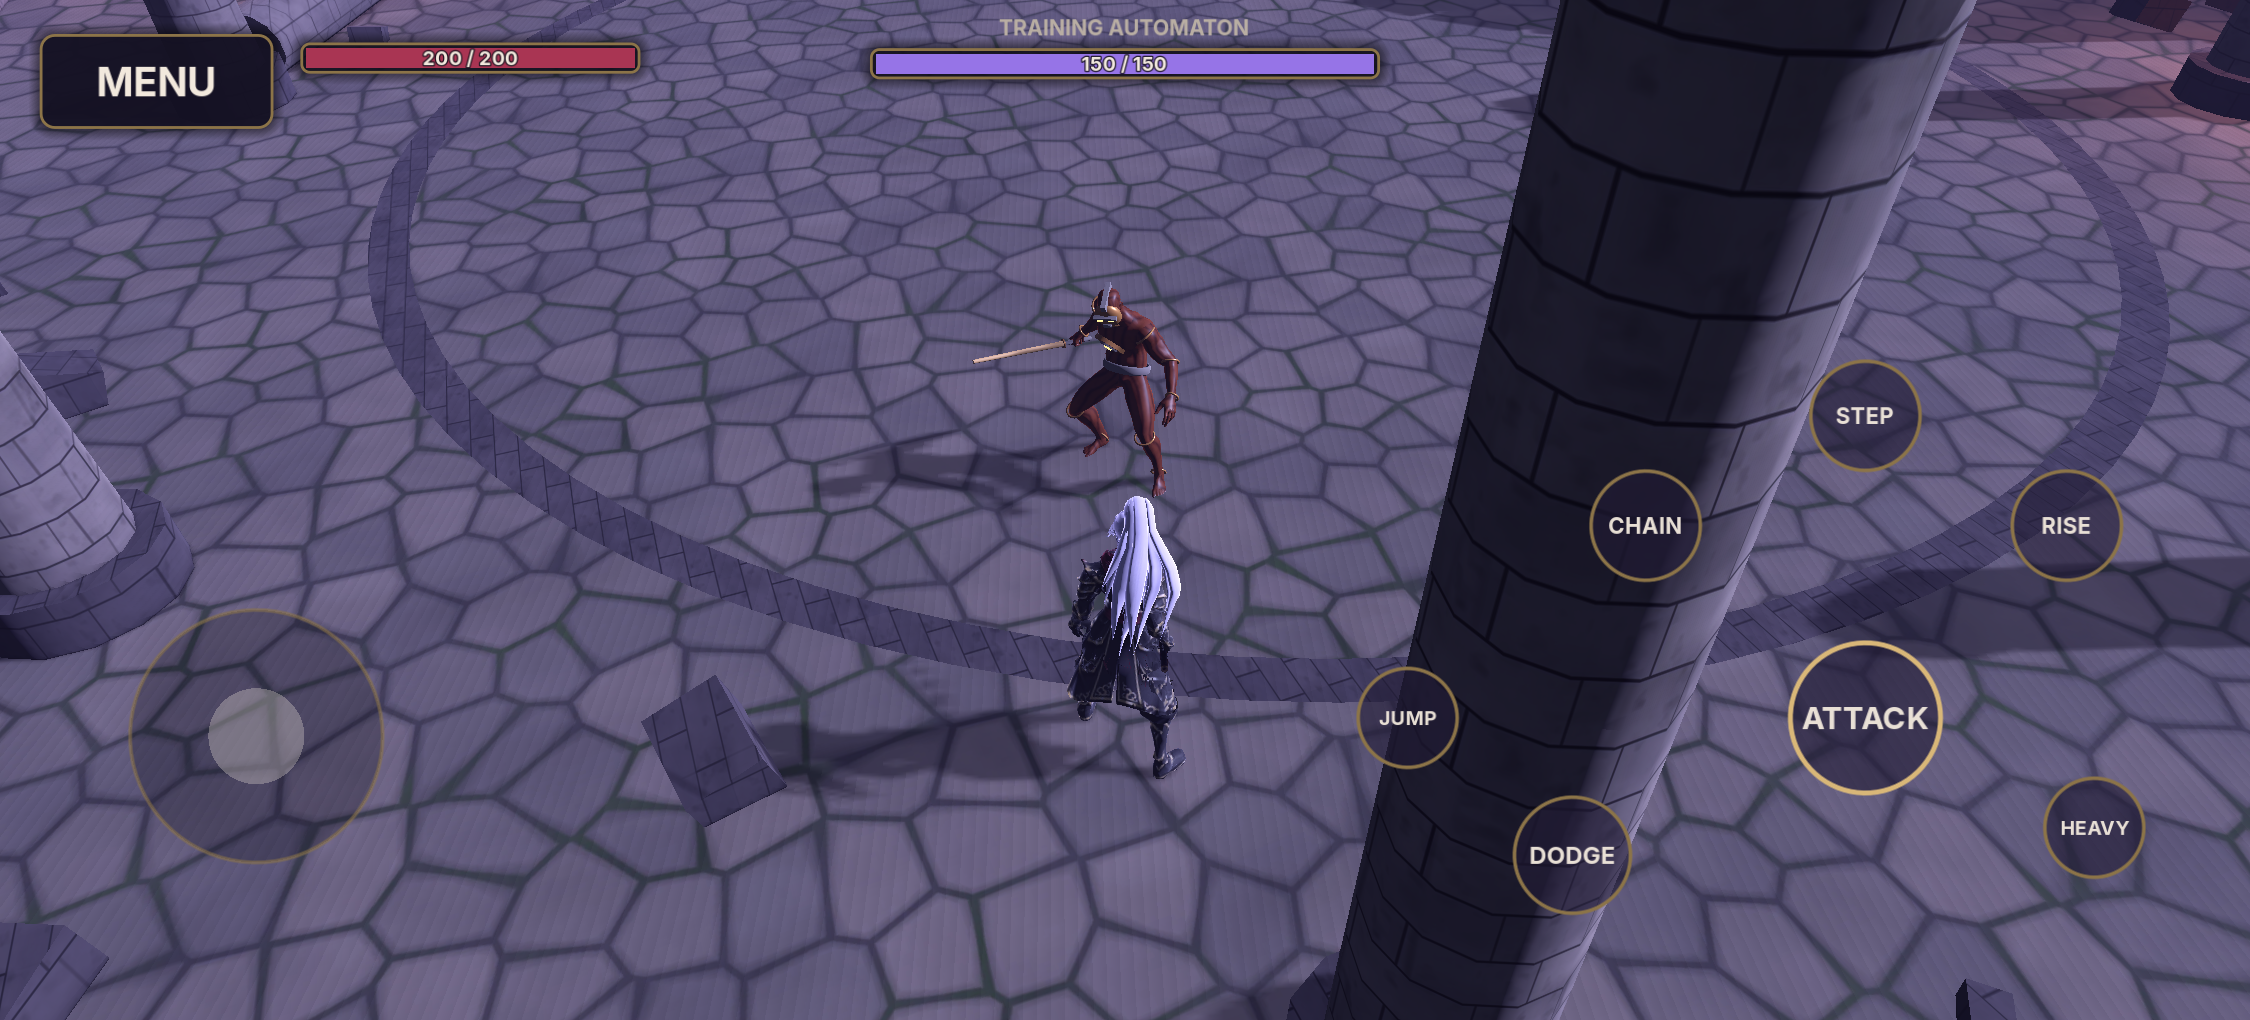 TRAINING AUTOMATON
MENU
200 / 200
150 / 150
STEP
CHAIN
RISE
JUMP
ATTACK
HEAVY
DODGE